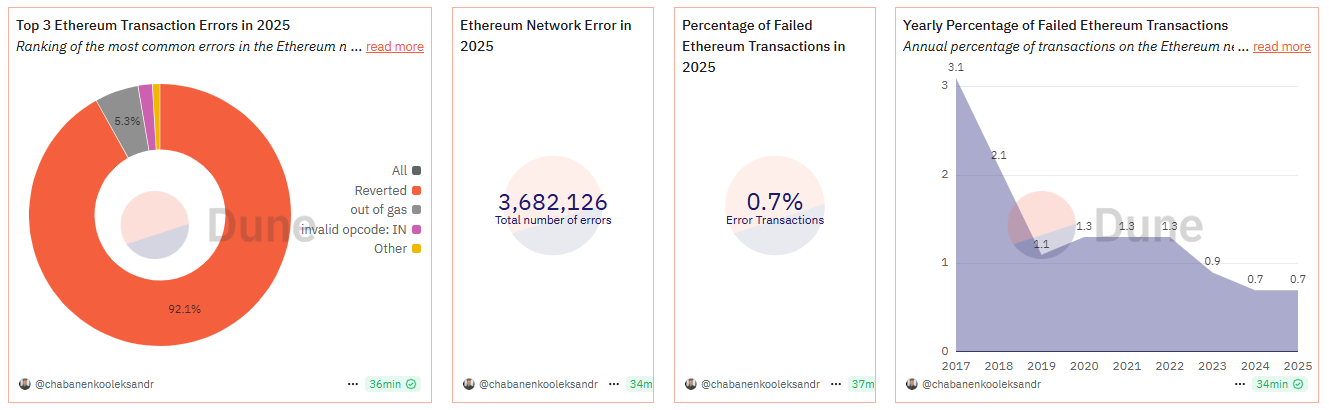 Top 3 Ethereum Transaction Errors in 2025
Ranking of the most common errors in the Ethereum n ... read more
5.3%
92.1%
All
Reverted
out of gas
invalid opcode: IN
Other
Dune
@chabanenkooleksandr
36min
Ethereum Network Error in
2025
3,682,126
Total number of errors
@chabanenkooleksandr
34m
Percentage of Failed
Ethereum Transactions in
2025
0.7%
Error Transactions
@chabanenkooleksandr
37m
Yearly Percentage of Failed Ethereum Transactions
Annual percentage of transactions on the Ethereum ne ... read more
3.1
3
2.1
2
1.1
1.3
1.3
1.3
0.9
0.7
0.7
1
0
Dune
2017 2018 2019 2020 2021 2022 2023 2024 2025
@chabanenkooleksandr
34min